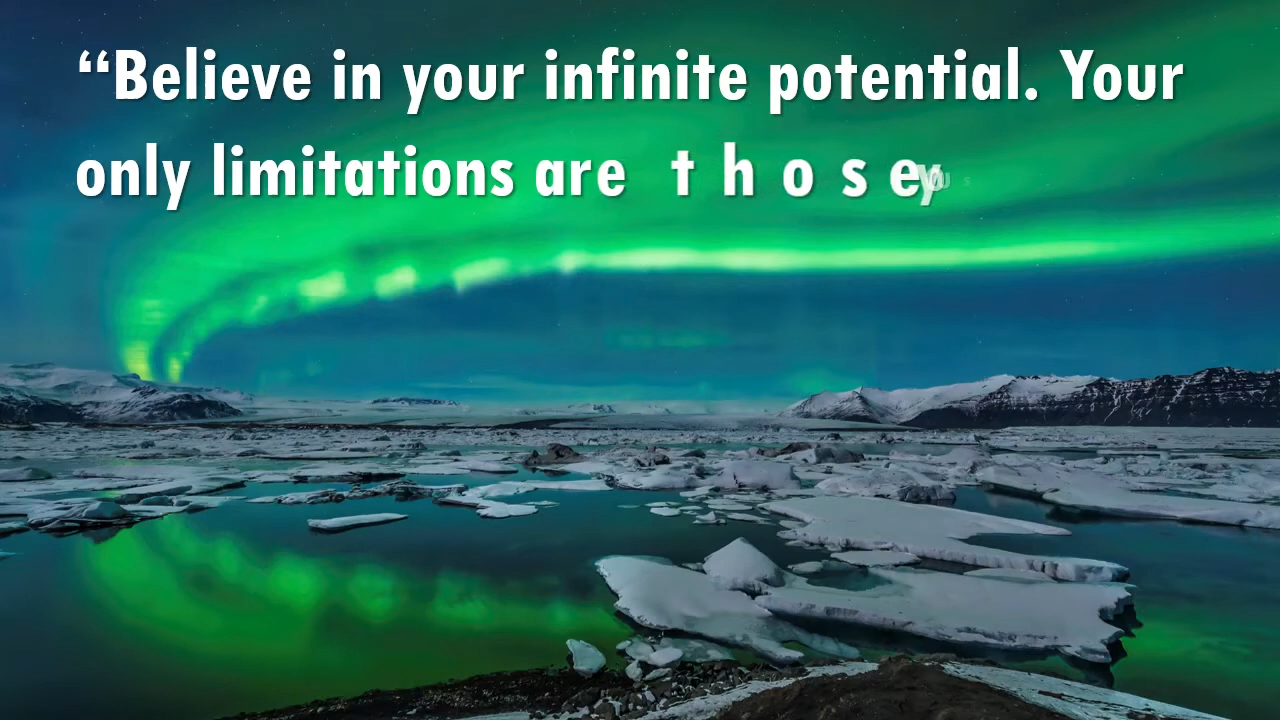 “Believe in your infinite potential. Your
only limitations are those